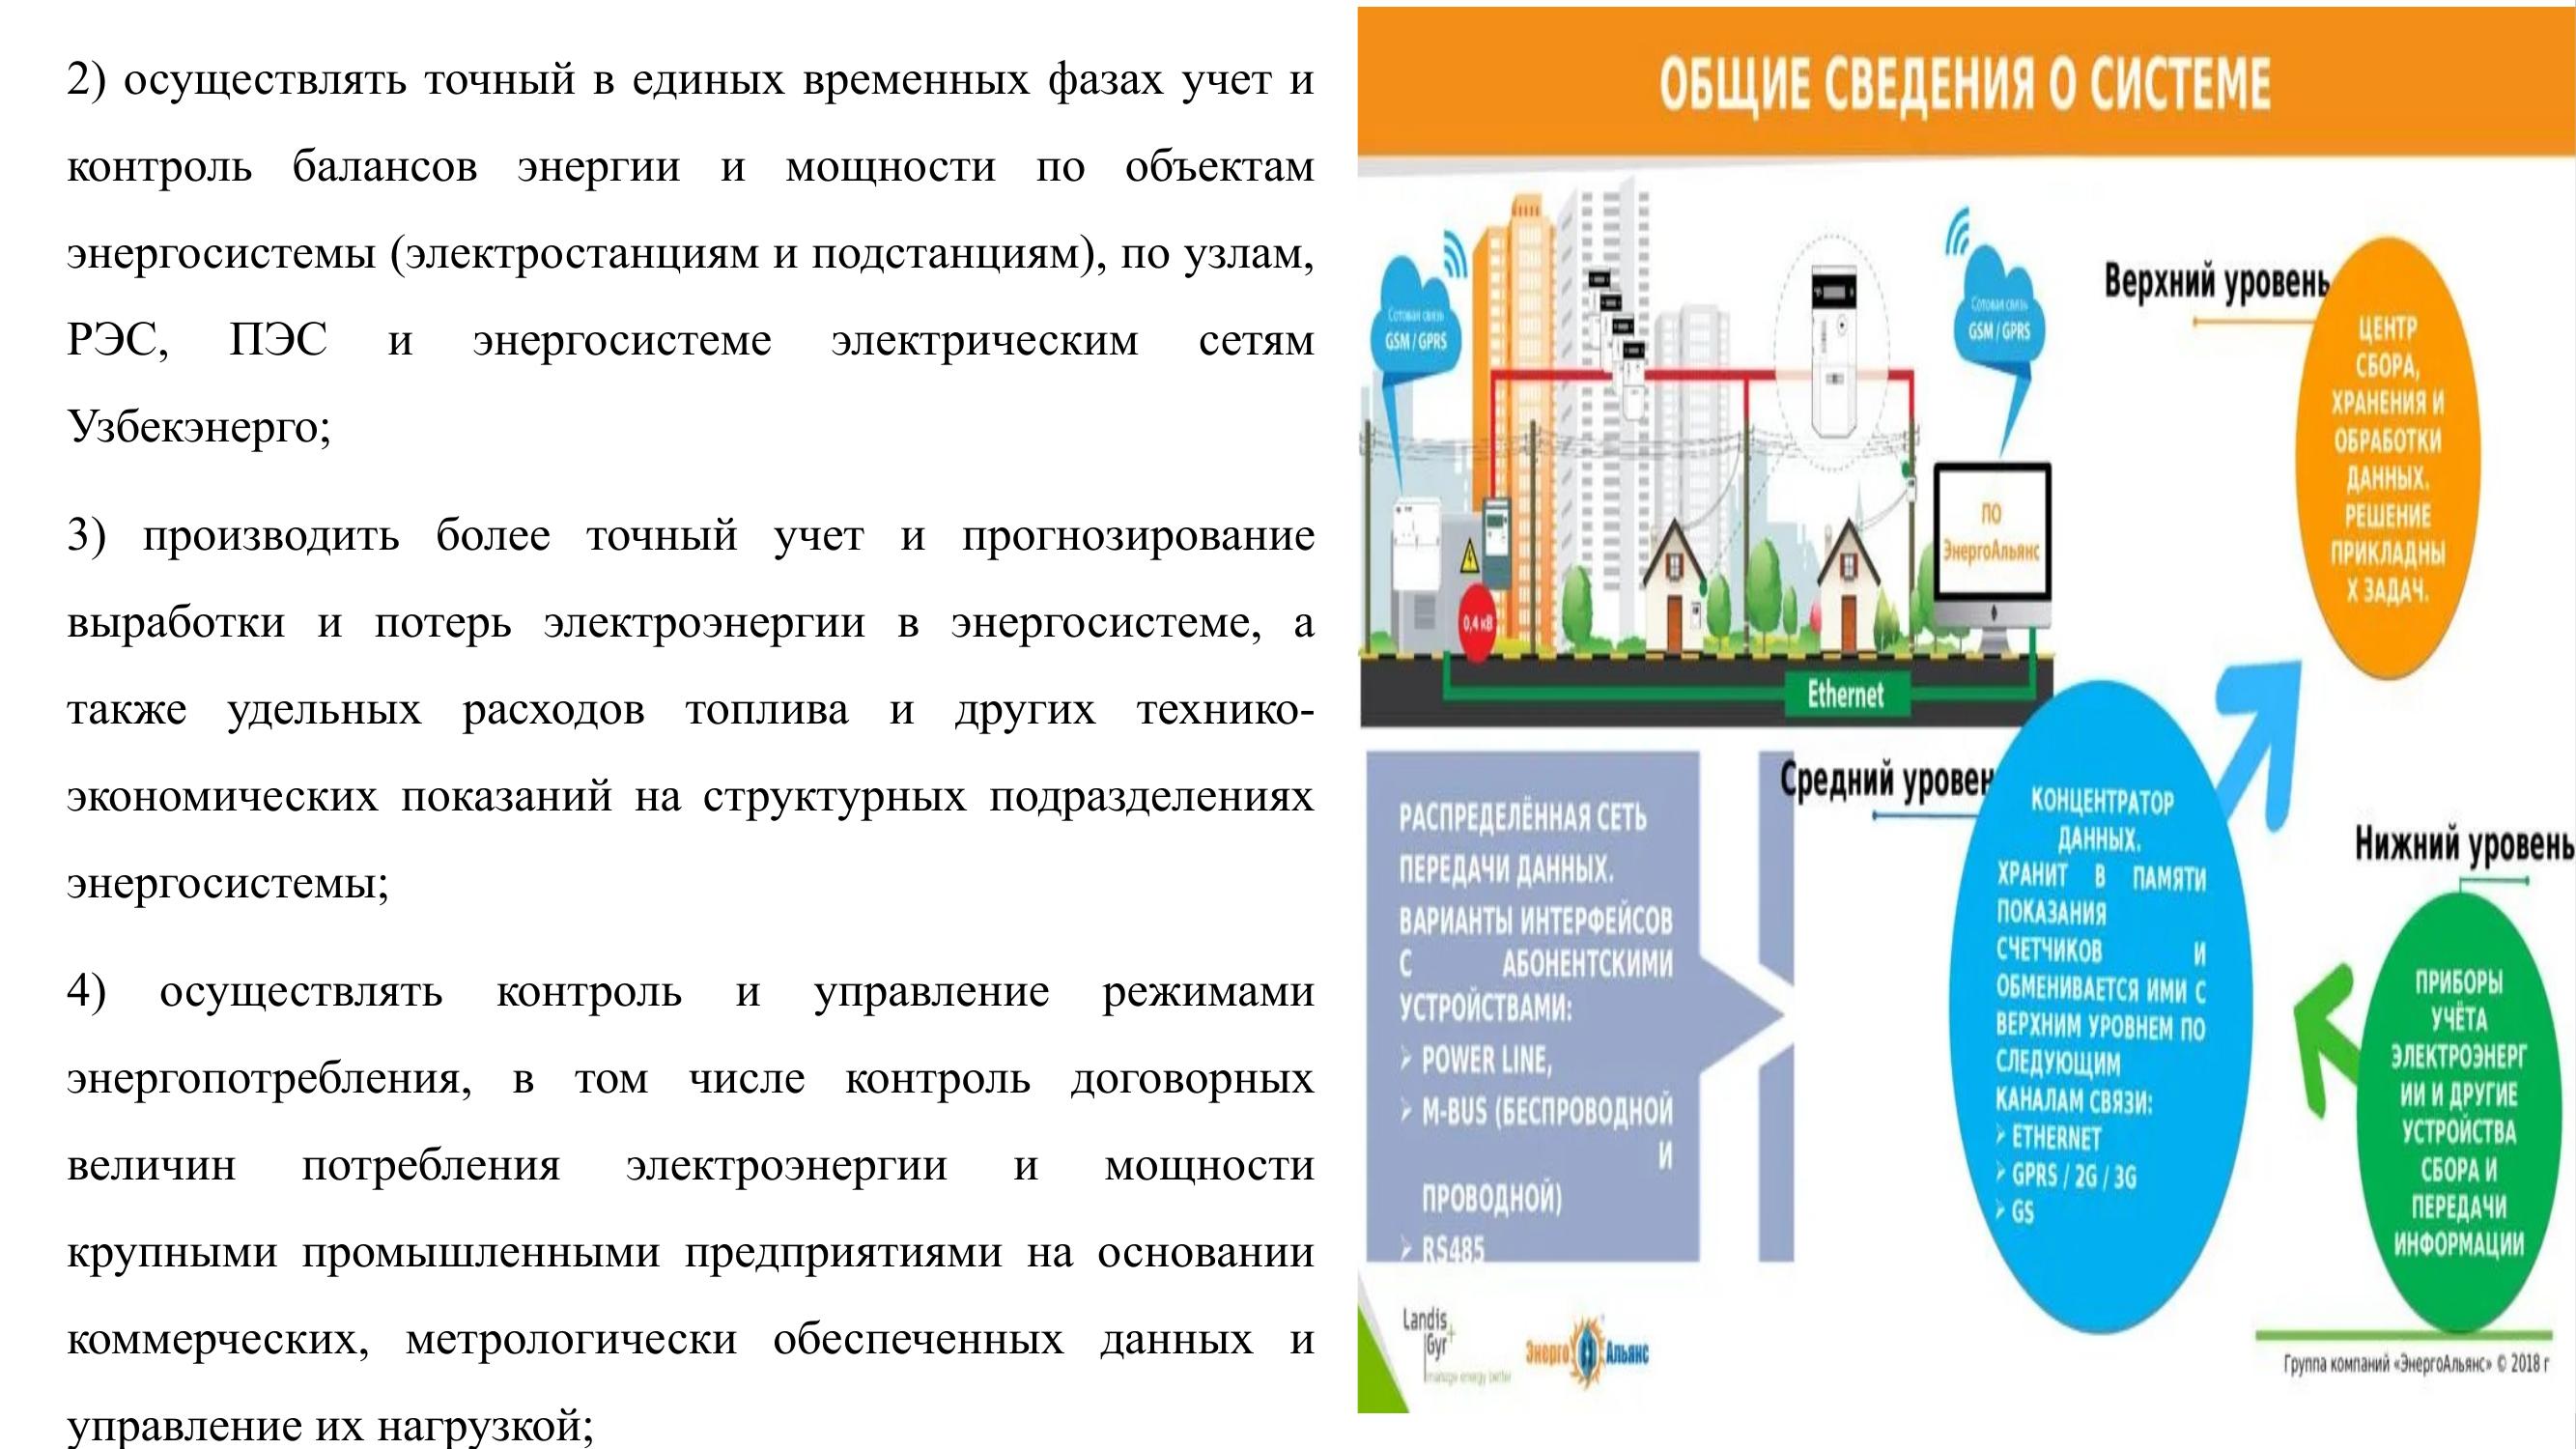 2) осуществлять точный в единых временных фазах учет и
контроль балансов энергии и мощности по объектам
энергосистемы (электростанциям и подстанциям), по узлам,
РЭС, ПЭС и энергосистеме электрическим сетям
Узбекэнерго;
3) производить более точный учет и прогнозирование
выработки и потерь электроэнергии в энергосистеме, а
также удельных расходов топлива и других технико-
экономических показаний на структурных подразделениях
энергосистемы;
4) осуществлять контроль и управление режимами
энергопотребления, в том числе контроль договорных
величин потребления электроэнергии и мощности
крупными промышленными предприятиями на основании
коммерческих, метрологически обеспеченных данных и
управление их нагрузкой;
ОБЩИЕ СВЕДЕНИЯ О СИСТЕМЕ
Сотовая связь
GSM / GPRS
Сотовая связь
GSM / GPRS
ПО
ЭнергоАльянс
0,4 кВ
Ethernet
Верхний уровень
ЦЕНТР
СБОРА,
ХРАНЕНИЯ И
ОБРАБОТКИ
ДАННЫХ.
РЕШЕНИЕ
ПРИКЛАДНЫ
Х ЗАДАЧ.
РАСПРЕДЕЛЁННАЯ СЕТЬ
ПЕРЕДАЧИ ДАННЫХ.
ВАРИАНТЫ ИНТЕРФЕЙСОВ
С АБОНЕНТСКИМИ
УСТРОЙСТВАМИ:
POWER LINE,
M-BUS (БЕСПРОВОДНОЙ
И
ПРОВОДНОЙ)
RS485
Средний уровен
КОНЦЕНТРАТОР
ДАННЫХ.
ХРАНИТ В ПАМЯТИ
ПОКАЗАНИЯ
СЧЕТЧИКОВ И
ОБМЕНИВАЕТСЯ ИМИ С
ВЕРХНИМ УРОВНЕМ ПО
СЛЕДУЮЩИМ
КАНАЛАМ СВЯЗИ:
ETHERNET
GPRS / 2G / 3G
GS
Нижний уровень
ПРИБОРЫ
УЧЁТА
ЭЛЕКТРОЭНЕРГ
ИИ И ДРУГИЕ
УСТРОЙСТВА
СБОРА И
ПЕРЕДАЧИ
ИНФОРМАЦИИ
Landis
Gyr+
manage energy better
Энерго Альянс
Группа компаний «ЭнергоАльянс» © 2018 г